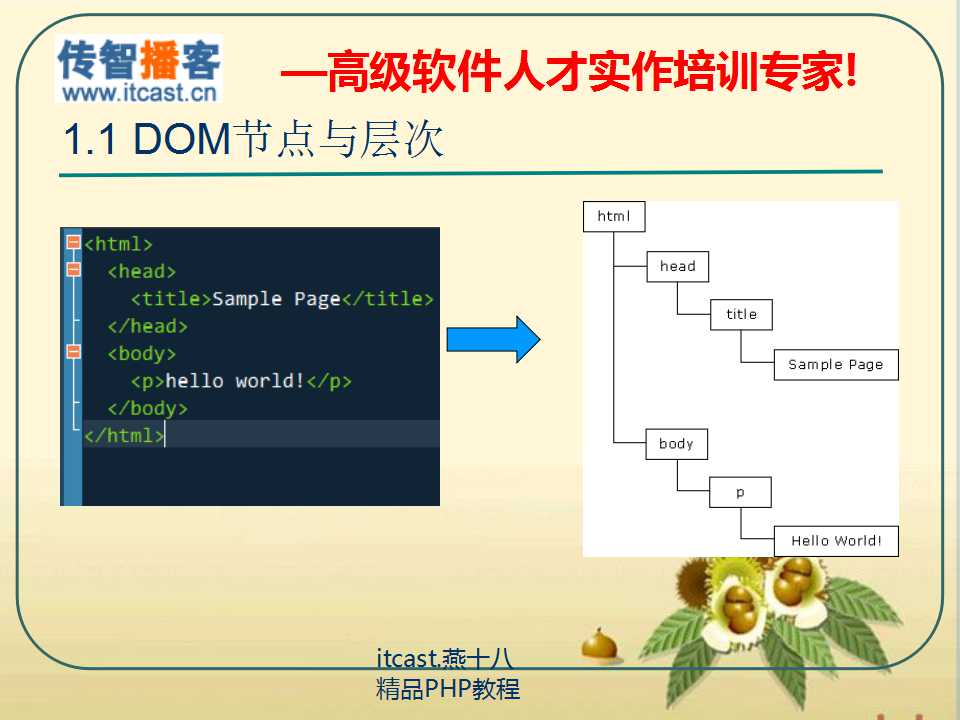 传智播客
www.itcast.cn
—高级软件人才实作培训专家!
1.1 DOM节点与层次
<html>
<head>
<title>Sample Page</title>
</head>
<body>
<p>hello world!</p>
</body>
</html>
html
head
title
Sample Page
body
p
Hello World!
itcast.燕十八
精品PHP教程